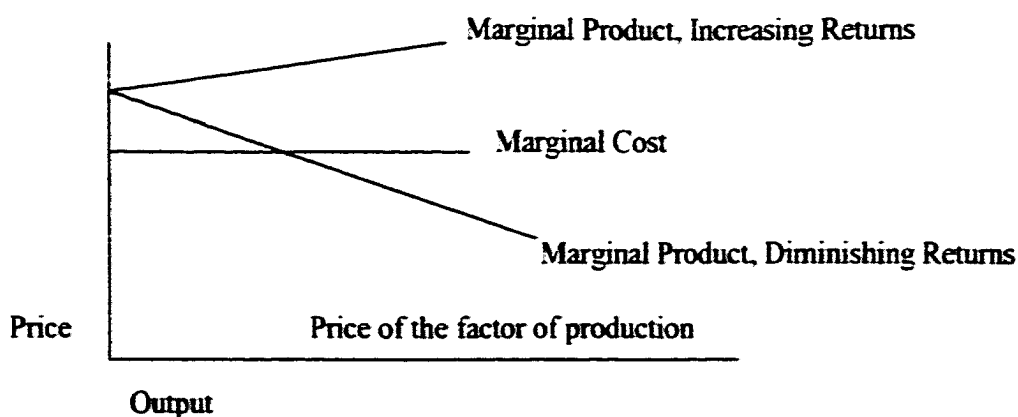 Marginal Product, Increasing Returns
Marginal Cost
Marginal Product, Diminishing Returns
Price
Price of the factor of production
Output